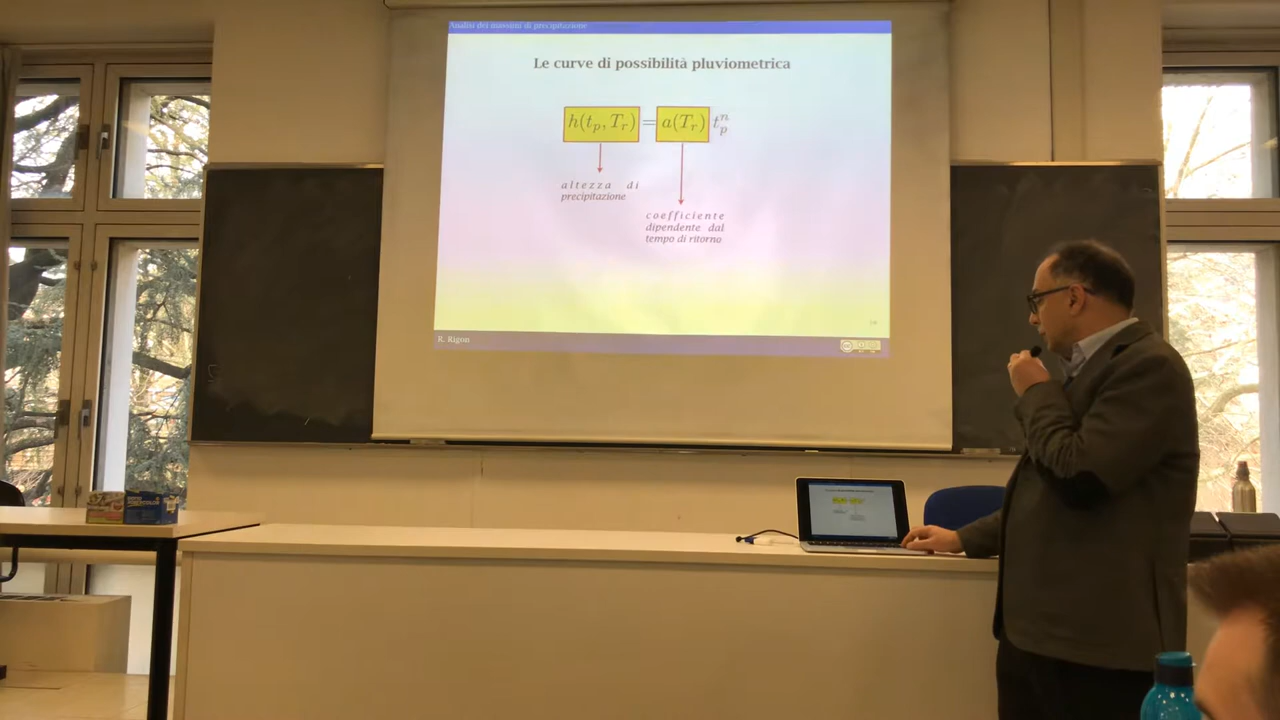 Analisi dei massimi di precipitazione
Le curve di possibilità pluviometrica
h(t_p, T_r) = a(T_r) t_p^n
altezza di
precipitazione
coefficiente
dipendente dal
tempo di ritorno
R. Rigon